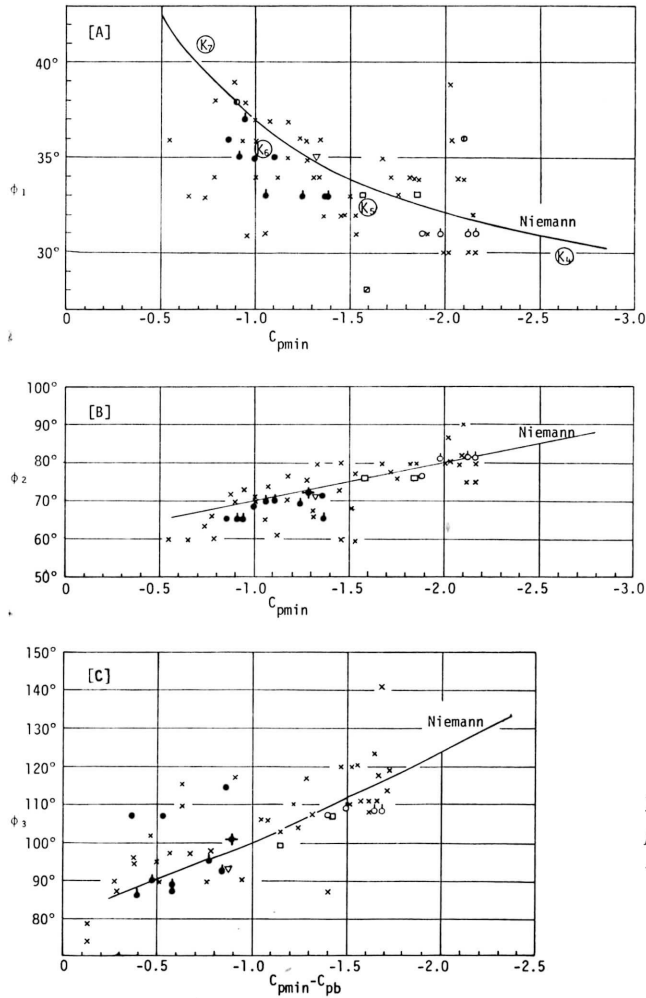 [A]
K₇
40°
K₆
35°
φ₁
K₅
Niemann
30°
K₄
0 -0.5 -1.0 -1.5 -2.0 -2.5 -3.0
Cpmin
100°
[B]
90°
Niemann
80°
φ₂
70°
60°
50°
0 -0.5 -1.0 -1.5 -2.0 -2.5 -3.0
Cpmin
150°
[C]
140°
Niemann
130°
120°
110°
φ₃
100°
90°
80°
0 -0.5 -1.0 -1.5 -2.0 -2.5
Cpmin-Cpb